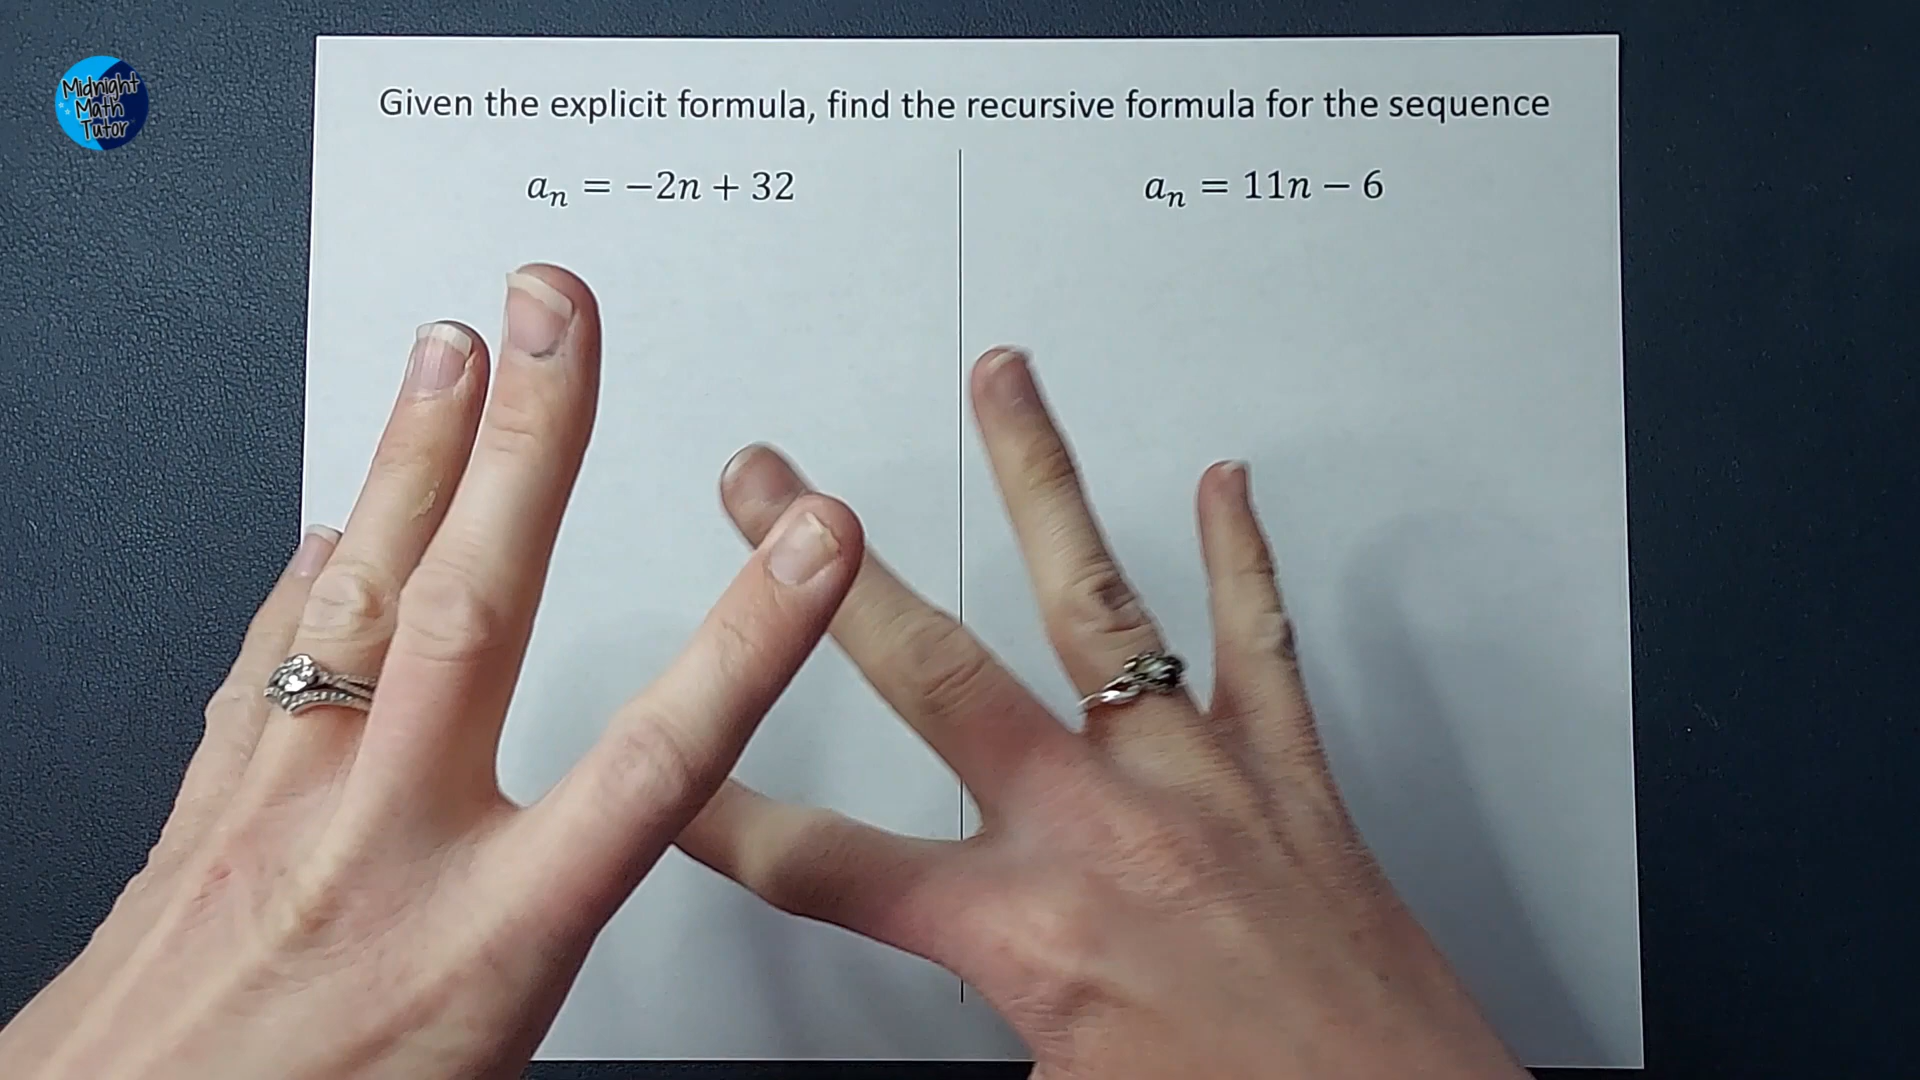 Midnight
Math
Tutor
Given the explicit formula, find the recursive formula for the sequence
aₙ = −2n + 32
aₙ = 11n − 6